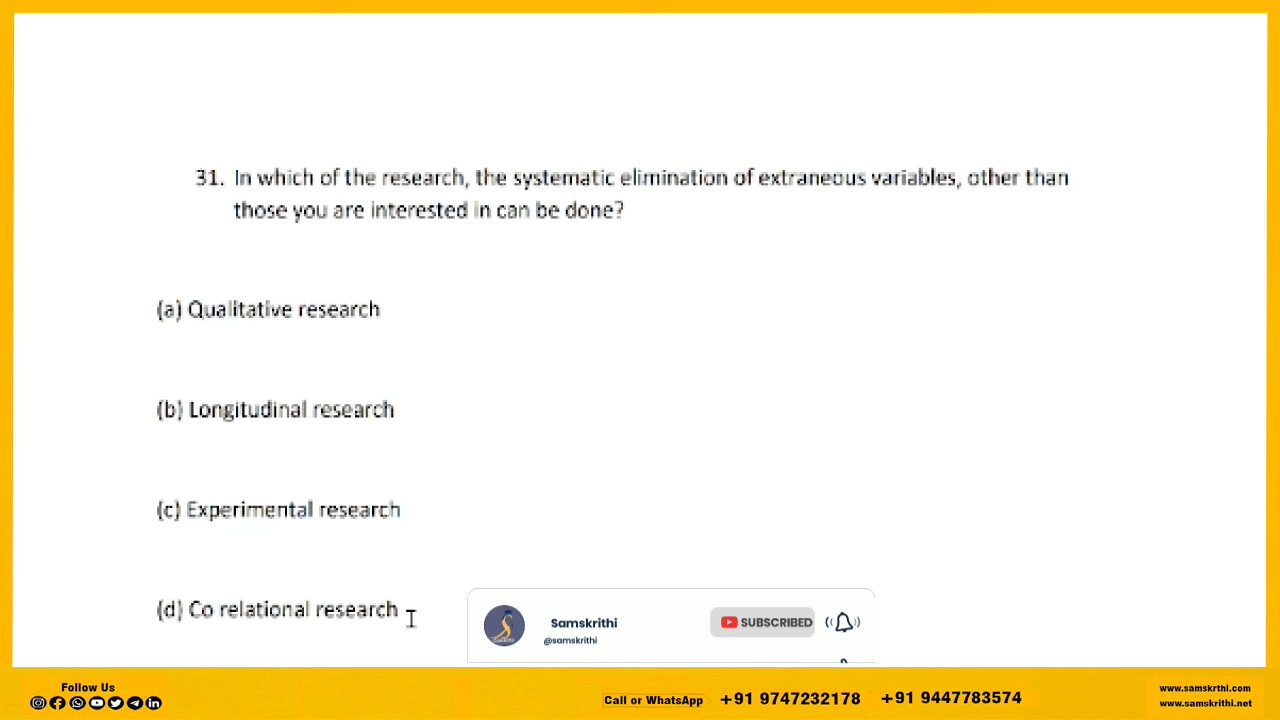 31. In which of the research, the systematic elimination of extraneous variables, other than
those you are interested in can be done?
(a) Qualitative research
(b) Longitudinal research
(c) Experimental research
(d) Co relational research
Samskrithi
@samskrithi
SUBSCRIBED
Follow Us
Call or WhatsApp +91 9747232178 +91 9447783574
www.samskrthi.com
www.samskrithi.net